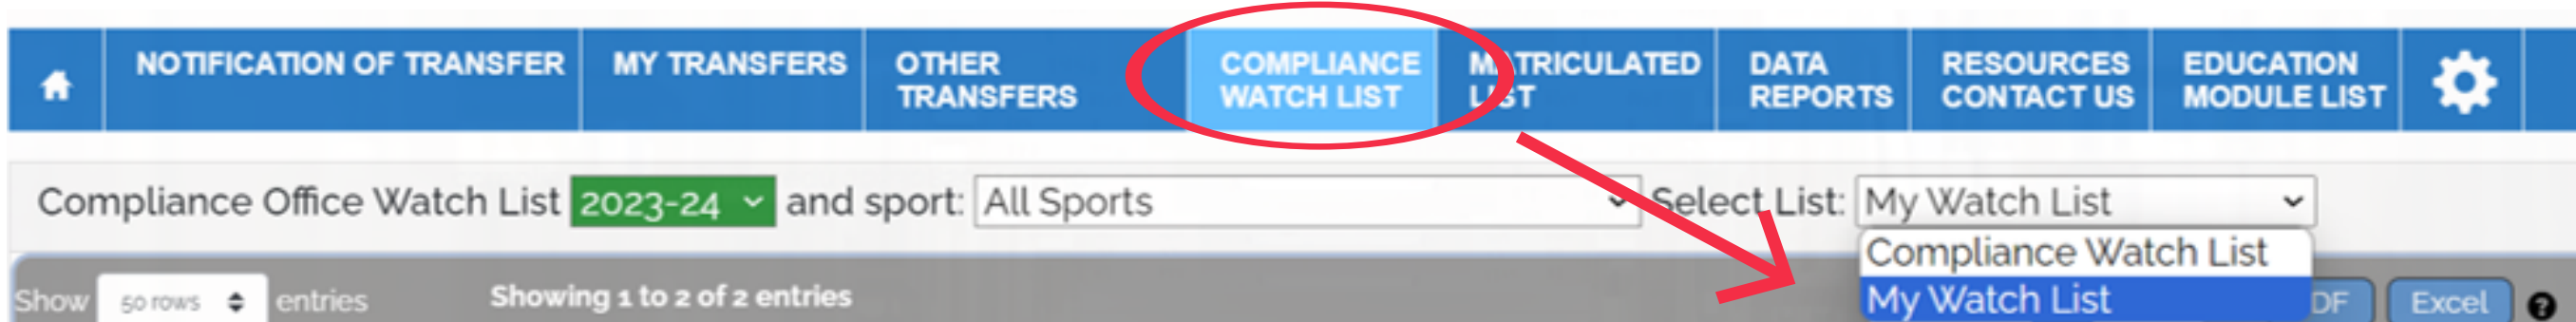 NOTIFICATION OF TRANSFER
MY TRANSFERS
OTHER
TRANSFERS
COMPLIANCE
WATCH LIST
MATRICULATED
LIST
DATA
REPORTS
RESOURCES
CONTACT US
EDUCATION
MODULE LIST
Compliance Office Watch List 2023-24 and sport: All Sports Select List: My Watch List
Compliance Watch List
My Watch List
Show 50 rows entries Showing 1 to 2 of 2 entries DF Excel ?